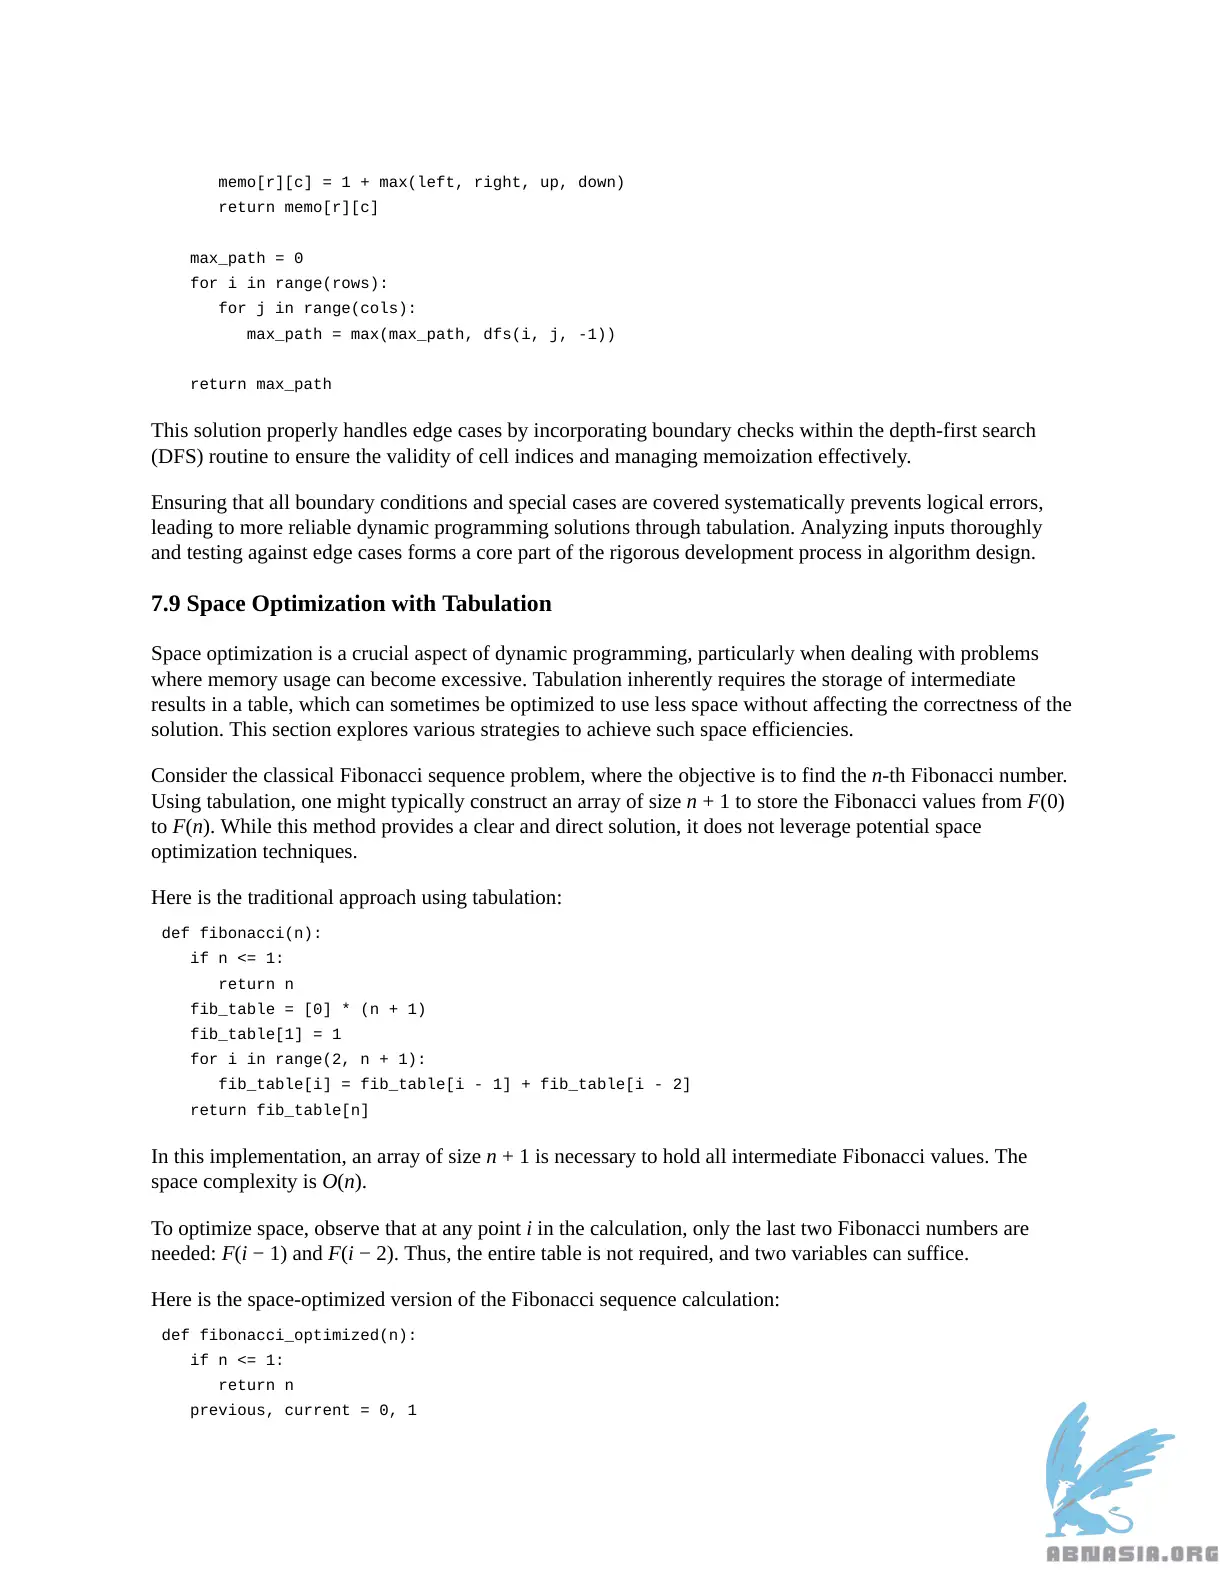 memo[r][c] = 1 + max(left, right, up, down)
return memo[r][c]
max_path = 0
for i in range(rows):
for j in range(cols):
max_path = max(max_path, dfs(i, j, -1))
return max_path
This solution properly handles edge cases by incorporating boundary checks within the depth-first search
(DFS) routine to ensure the validity of cell indices and managing memoization effectively.
Ensuring that all boundary conditions and special cases are covered systematically prevents logical errors,
leading to more reliable dynamic programming solutions through tabulation. Analyzing inputs thoroughly
and testing against edge cases forms a core part of the rigorous development process in algorithm design.
7.9 Space Optimization with Tabulation
Space optimization is a crucial aspect of dynamic programming, particularly when dealing with problems
where memory usage can become excessive. Tabulation inherently requires the storage of intermediate
results in a table, which can sometimes be optimized to use less space without affecting the correctness of the
solution. This section explores various strategies to achieve such space efficiencies.
Consider the classical Fibonacci sequence problem, where the objective is to find the n-th Fibonacci number.
Using tabulation, one might typically construct an array of size n + 1 to store the Fibonacci values from F(0)
to F(n). While this method provides a clear and direct solution, it does not leverage potential space
optimization techniques.
Here is the traditional approach using tabulation:
def fibonacci(n):
if n <= 1:
return n
fib_table = [0] * (n + 1)
fib_table[1] = 1
for i in range(2, n + 1):
fib_table[i] = fib_table[i - 1] + fib_table[i - 2]
return fib_table[n]
In this implementation, an array of size n + 1 is necessary to hold all intermediate Fibonacci values. The
space complexity is O(n).
To optimize space, observe that at any point i in the calculation, only the last two Fibonacci numbers are
needed: F(i − 1) and F(i − 2). Thus, the entire table is not required, and two variables can suffice.
Here is the space-optimized version of the Fibonacci sequence calculation:
def fibonacci_optimized(n):
if n <= 1:
return n
previous, current = 0, 1
ABNASIA.ORG